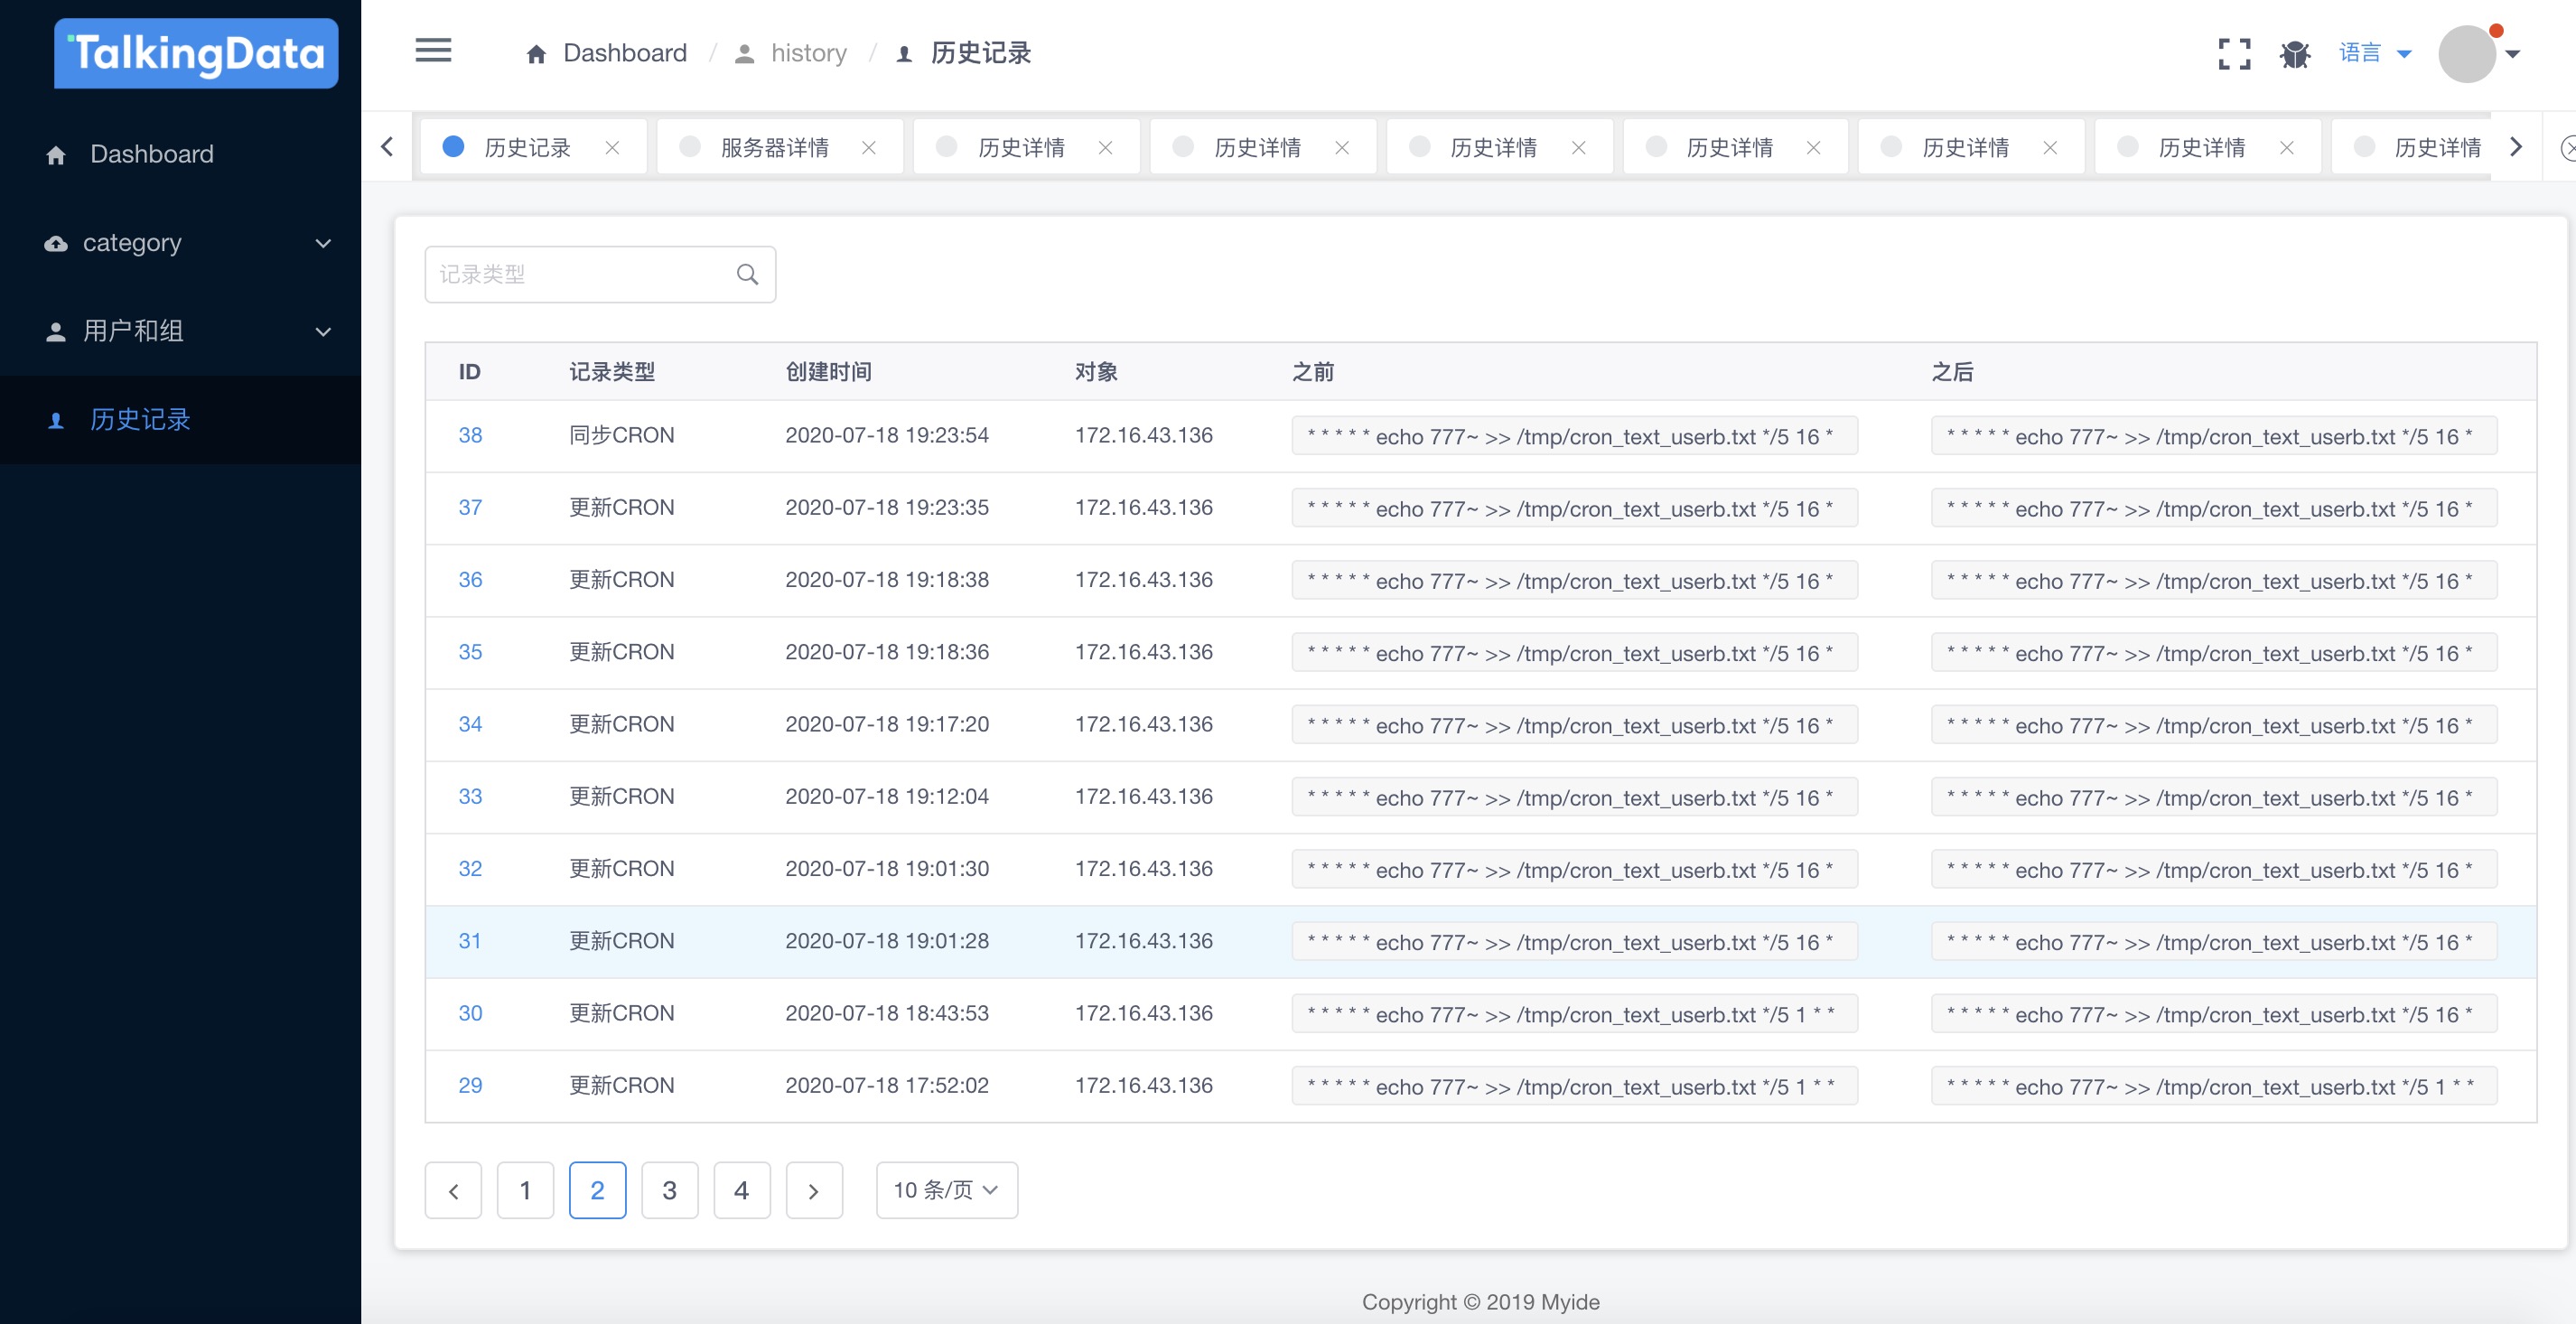 TalkingData
Dashboard
category
用户和组
历史记录
Dashboard / history / 历史记录
语言
历史记录 服务器详情 历史详情 历史详情 历史详情 历史详情 历史详情 历史详情 历史详情
记录类型
ID 记录类型 创建时间 对象 之前 之后
38 同步CRON 2020-07-18 19:23:54 172.16.43.136 * * * * * echo 777~ >> /tmp/cron_text_userb.txt */5 16 * * * * * * echo 777~ >> /tmp/cron_text_userb.txt */5 16 *
37 更新CRON 2020-07-18 19:23:35 172.16.43.136 * * * * * echo 777~ >> /tmp/cron_text_userb.txt */5 16 * * * * * * echo 777~ >> /tmp/cron_text_userb.txt */5 16 *
36 更新CRON 2020-07-18 19:18:38 172.16.43.136 * * * * * echo 777~ >> /tmp/cron_text_userb.txt */5 16 * * * * * * echo 777~ >> /tmp/cron_text_userb.txt */5 16 *
35 更新CRON 2020-07-18 19:18:36 172.16.43.136 * * * * * echo 777~ >> /tmp/cron_text_userb.txt */5 16 * * * * * * echo 777~ >> /tmp/cron_text_userb.txt */5 16 *
34 更新CRON 2020-07-18 19:17:20 172.16.43.136 * * * * * echo 777~ >> /tmp/cron_text_userb.txt */5 16 * * * * * * echo 777~ >> /tmp/cron_text_userb.txt */5 16 *
33 更新CRON 2020-07-18 19:12:04 172.16.43.136 * * * * * echo 777~ >> /tmp/cron_text_userb.txt */5 16 * * * * * * echo 777~ >> /tmp/cron_text_userb.txt */5 16 *
32 更新CRON 2020-07-18 19:01:30 172.16.43.136 * * * * * echo 777~ >> /tmp/cron_text_userb.txt */5 16 * * * * * * echo 777~ >> /tmp/cron_text_userb.txt */5 16 *
31 更新CRON 2020-07-18 19:01:28 172.16.43.136 * * * * * echo 777~ >> /tmp/cron_text_userb.txt */5 16 * * * * * * echo 777~ >> /tmp/cron_text_userb.txt */5 16 *
30 更新CRON 2020-07-18 18:43:53 172.16.43.136 * * * * * echo 777~ >> /tmp/cron_text_userb.txt */5 1 * * * * * * * echo 777~ >> /tmp/cron_text_userb.txt */5 16 *
29 更新CRON 2020-07-18 17:52:02 172.16.43.136 * * * * * echo 777~ >> /tmp/cron_text_userb.txt */5 1 * * * * * * * echo 777~ >> /tmp/cron_text_userb.txt */5 1 * *
1 2 3 4 10 条/页
Copyright © 2019 Myide